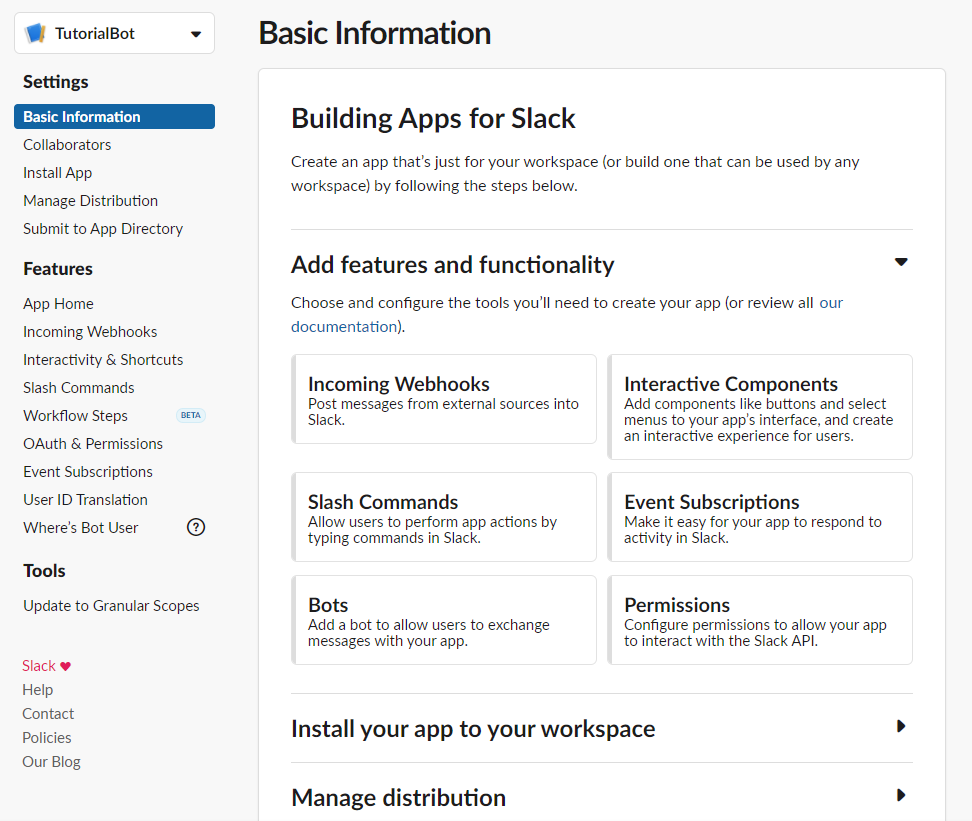 TutorialBot
Settings
Basic Information
Collaborators
Install App
Manage Distribution
Submit to App Directory
Features
App Home
Incoming Webhooks
Interactivity & Shortcuts
Slash Commands
Workflow Steps BETA
OAuth & Permissions
Event Subscriptions
User ID Translation
Where's Bot User ?
Tools
Update to Granular Scopes
Slack ♥
Help
Contact
Policies
Our Blog
Basic Information
Building Apps for Slack
Create an app that's just for your workspace (or build one that can be used by any
workspace) by following the steps below.
Add features and functionality
Choose and configure the tools you'll need to create your app (or review all our
documentation).
Incoming Webhooks
Post messages from external sources into
Slack.
Interactive Components
Add components like buttons and select
menus to your app's interface, and create
an interactive experience for users.
Slash Commands
Allow users to perform app actions by
typing commands in Slack.
Event Subscriptions
Make it easy for your app to respond to
activity in Slack.
Bots
Add a bot to allow users to exchange
messages with your app.
Permissions
Configure permissions to allow your app
to interact with the Slack API.
Install your app to your workspace
Manage distribution